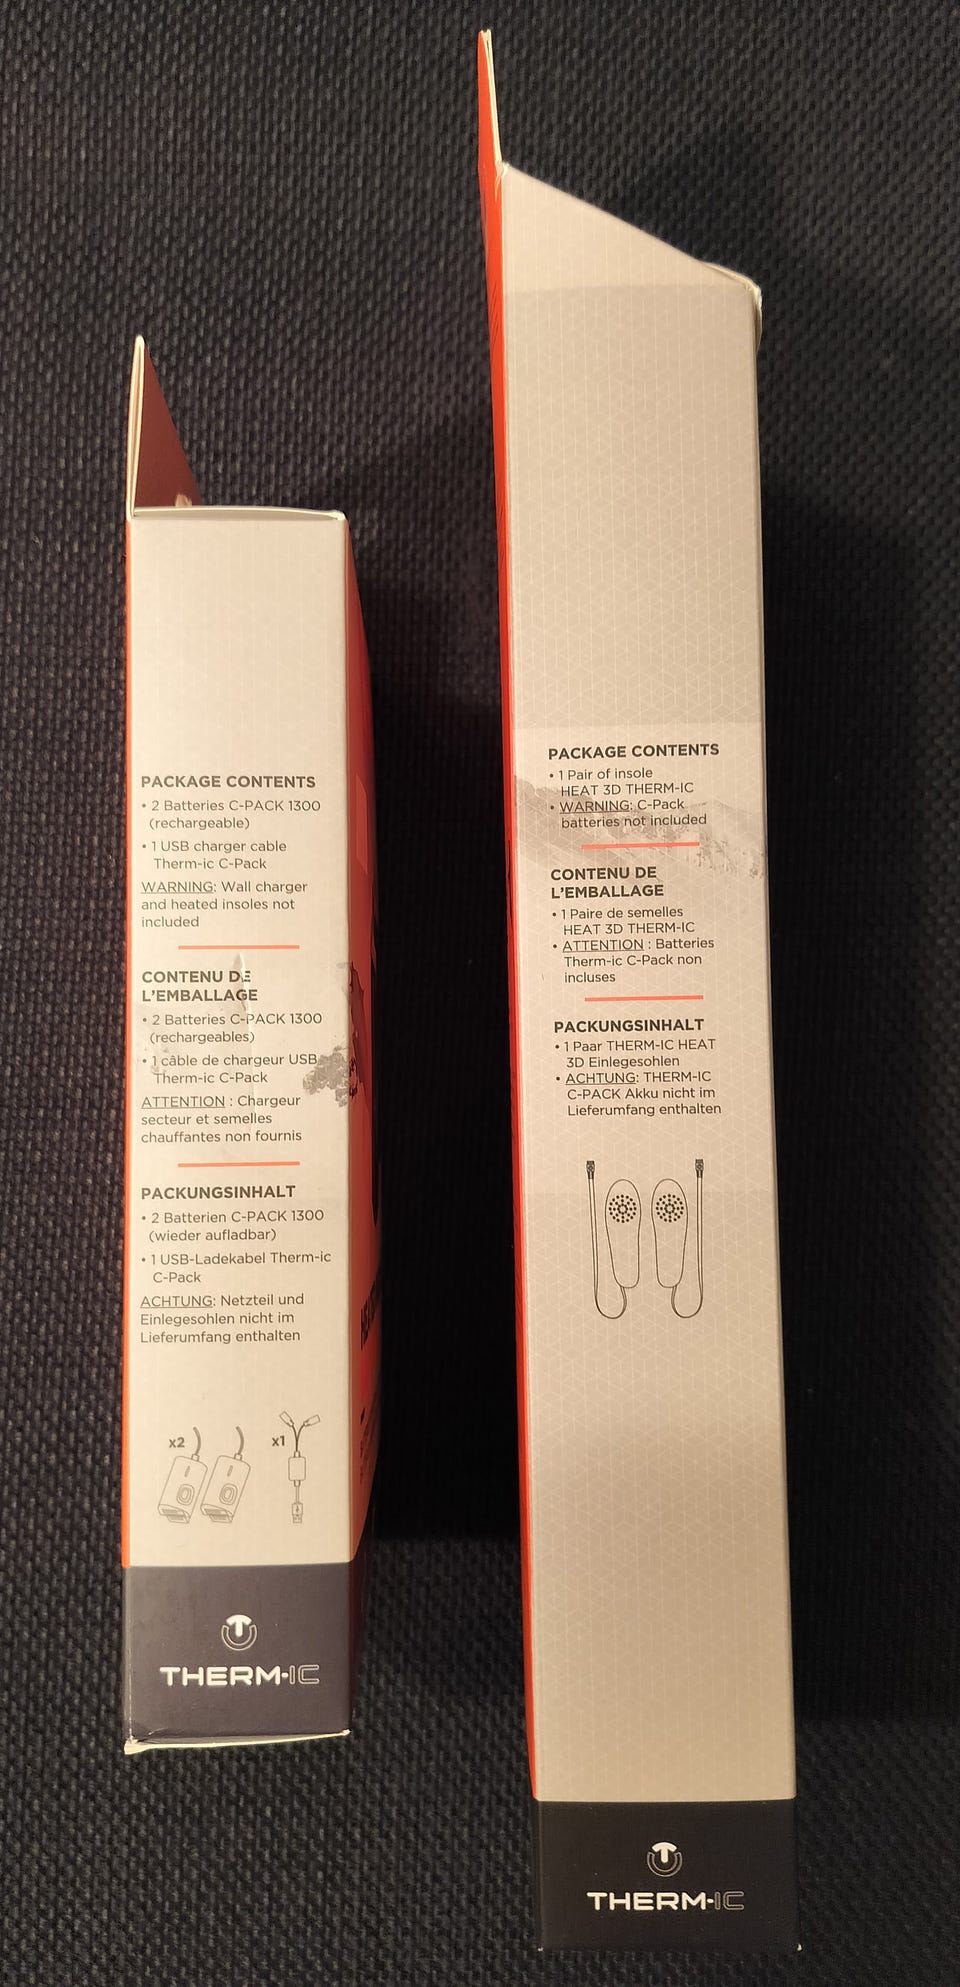 PACKAGE CONTENTS
• 2 Batteries C-PACK 1300
(rechargeable)
• 1 USB charger cable
Therm-ic C-Pack
WARNING: Wall charger
and heated insoles not
included
CONTENU DE
L'EMBALLAGE
• 2 Batteries C-PACK 1300
(rechargeables)
• 1 câble de chargeur USB
Therm-ic C-Pack
ATTENTION : Chargeur
secteur et semelles
chauffantes non fournis
PACKUNGSINHALT
• 2 Batterien C-PACK 1300
(wieder aufladbar)
• 1 USB-Ladekabel Therm-ic
C-Pack
ACHTUNG: Netzteil und
Einlegesohlen nicht im
Lieferumfang enthalten
x2
x1
THERM-IC
PACKAGE CONTENTS
• 1 Pair of insole
HEAT 3D THERM-IC
• WARNING: C-Pack
batteries not included
CONTENU DE
L'EMBALLAGE
• 1 Paire de semelles
HEAT 3D THERM-IC
• ATTENTION : Batteries
Therm-ic C-Pack non
incluses
PACKUNGSINHALT
• 1 Paar THERM-IC HEAT
3D Einlegesohlen
• ACHTUNG: THERM-IC
C-PACK Akku nicht im
Lieferumfang enthalten
THERM-IC